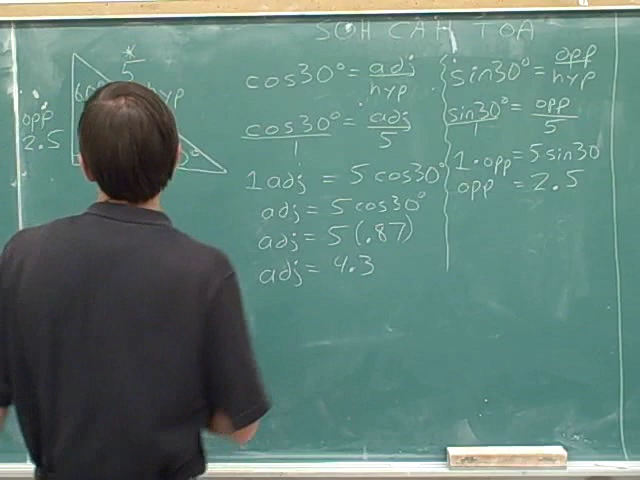 SOH CAH TOA
5
hyp
opp
2.5
cos30°= adj
hyp
cos30° = adj
1 5
1 adj = 5 cos30°
adj = 5 cos30°
adj = 5 (.87)
adj = 4.3
sin30° = opp
hyp
sin30° = opp
1 5
1·opp = 5 sin30
opp = 2.5